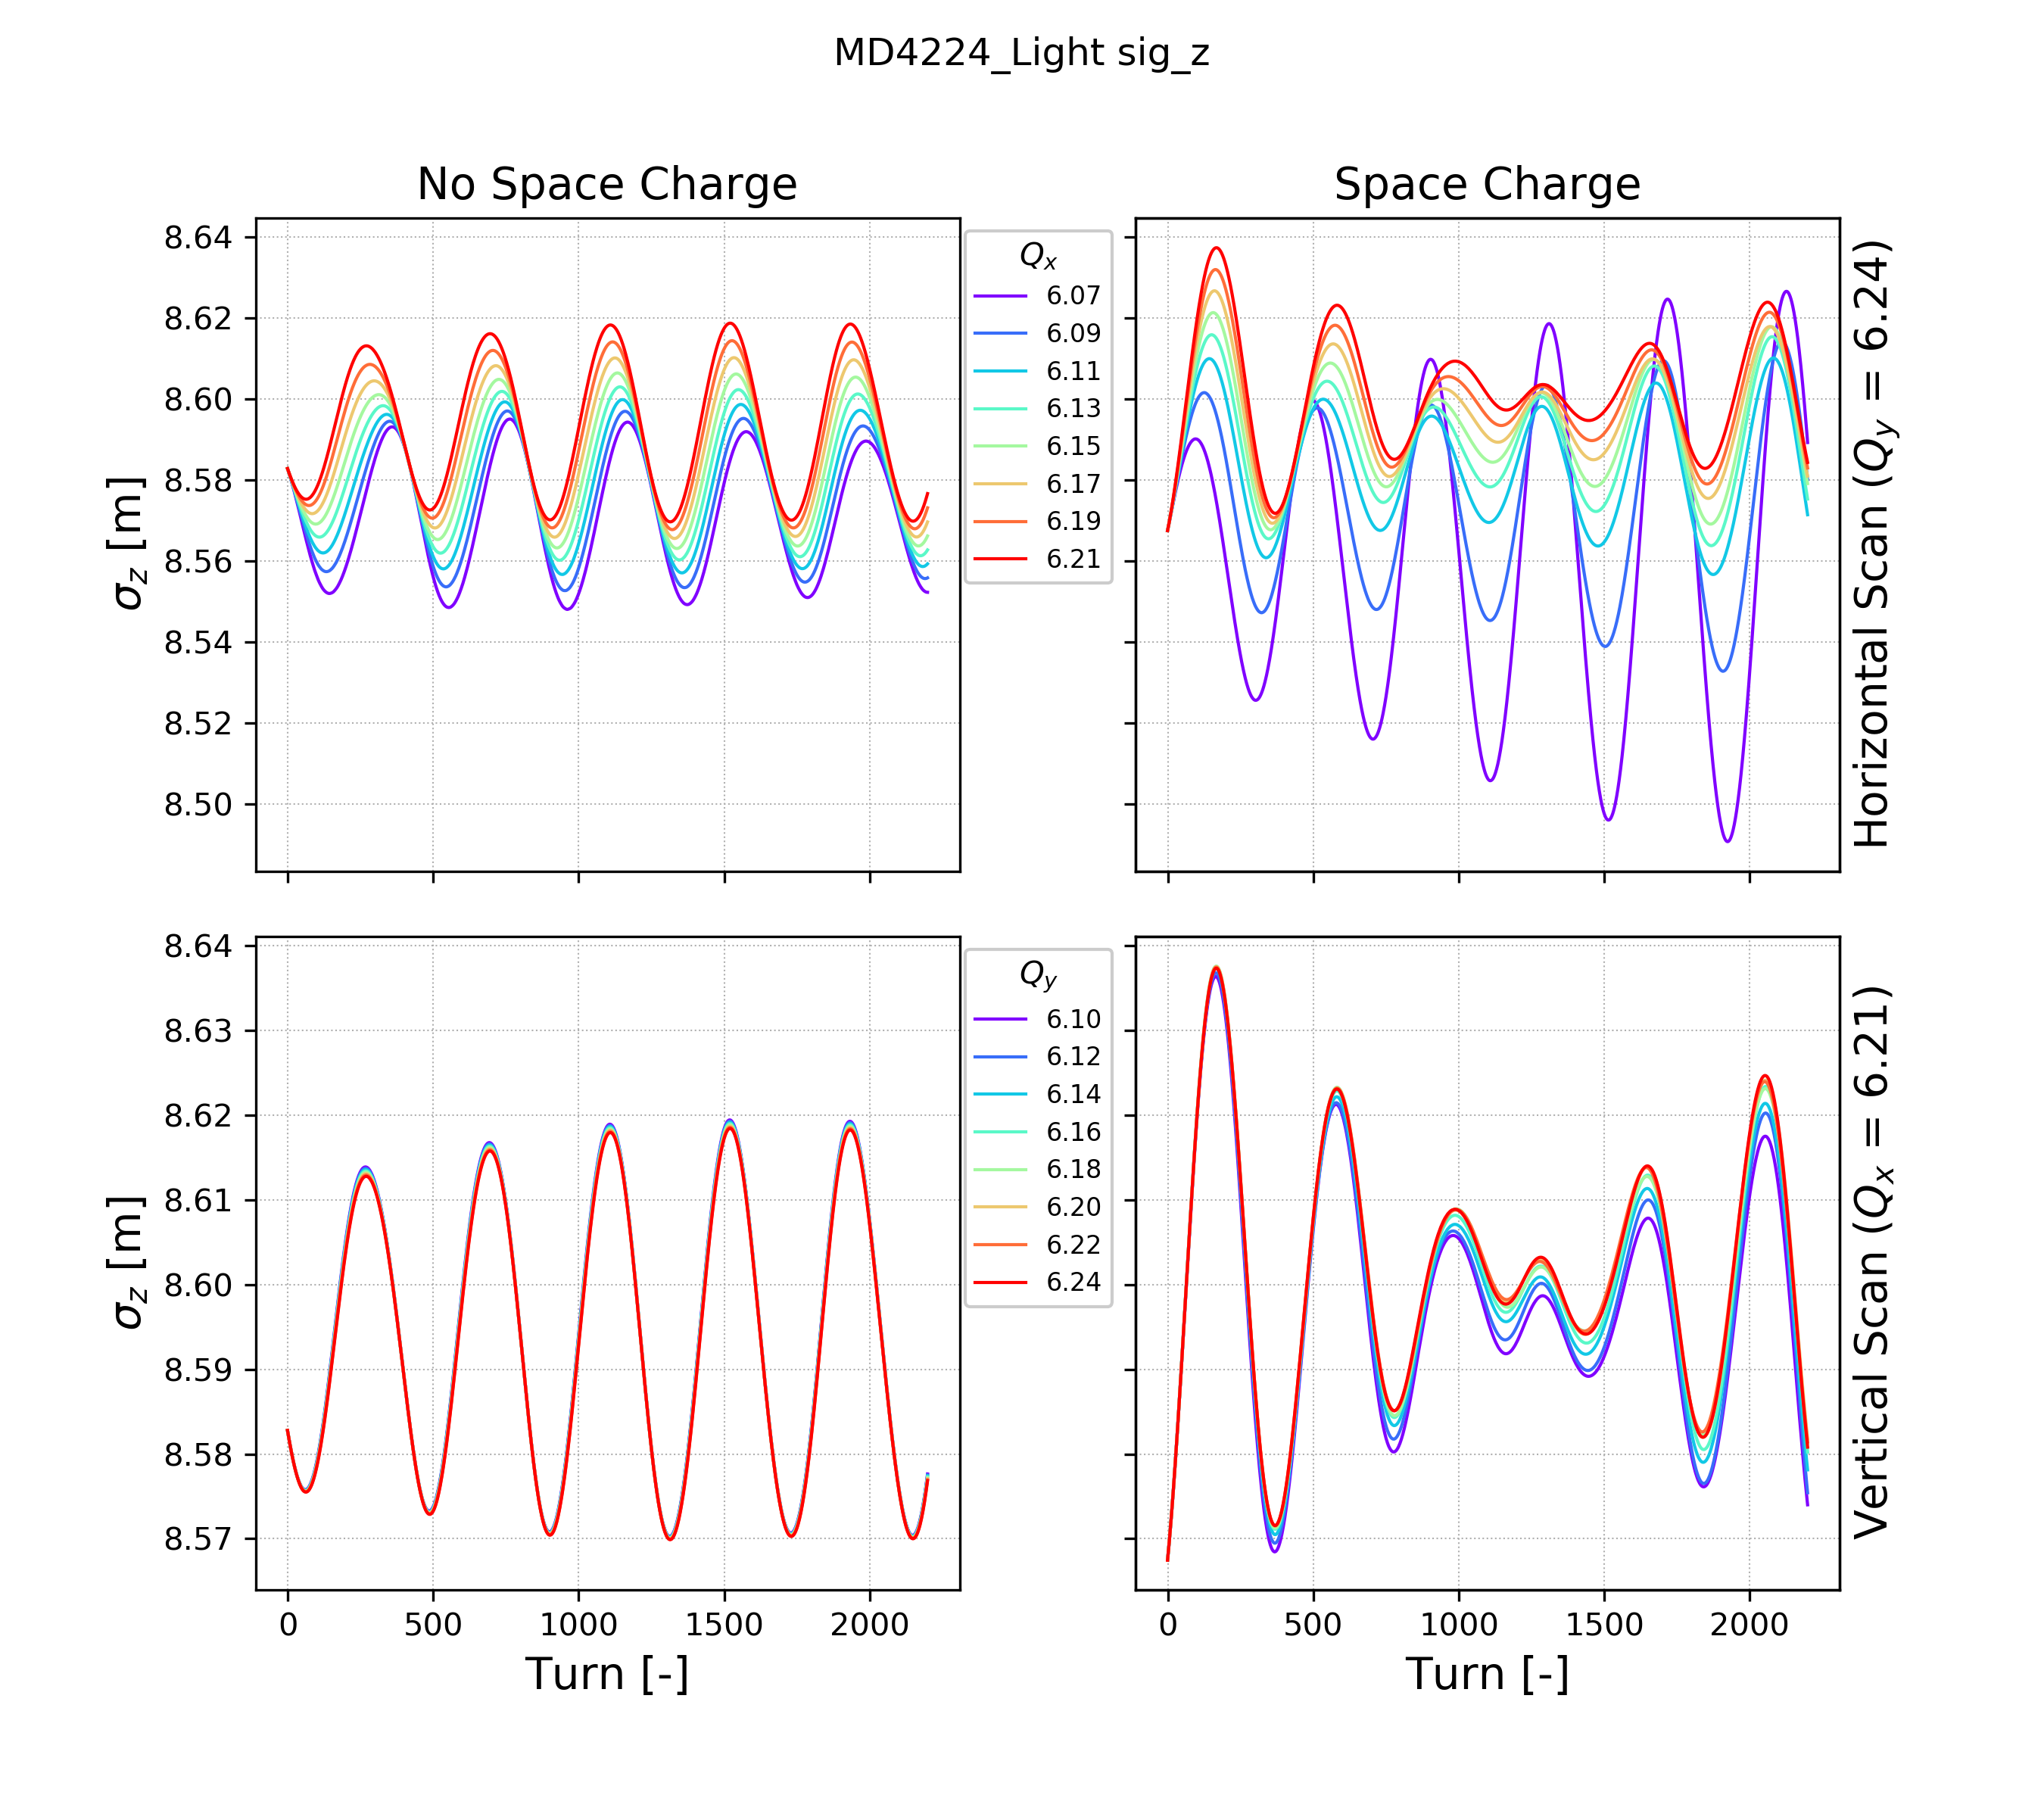 MD4224_Light sig_z
No Space Charge
Space Charge
8.64
8.62
8.60
8.58
8.56
8.54
8.52
8.50
σz [m]
Qx
6.07
6.09
6.11
6.13
6.15
6.17
6.19
6.21
Horizontal Scan (Qy = 6.24)
8.64
8.63
8.62
8.61
8.60
8.59
8.58
8.57
σz [m]
0 500 1000 1500 2000
Turn [-]
Qy
6.10
6.12
6.14
6.16
6.18
6.20
6.22
6.24
0 500 1000 1500 2000
Turn [-]
Vertical Scan (Qx = 6.21)